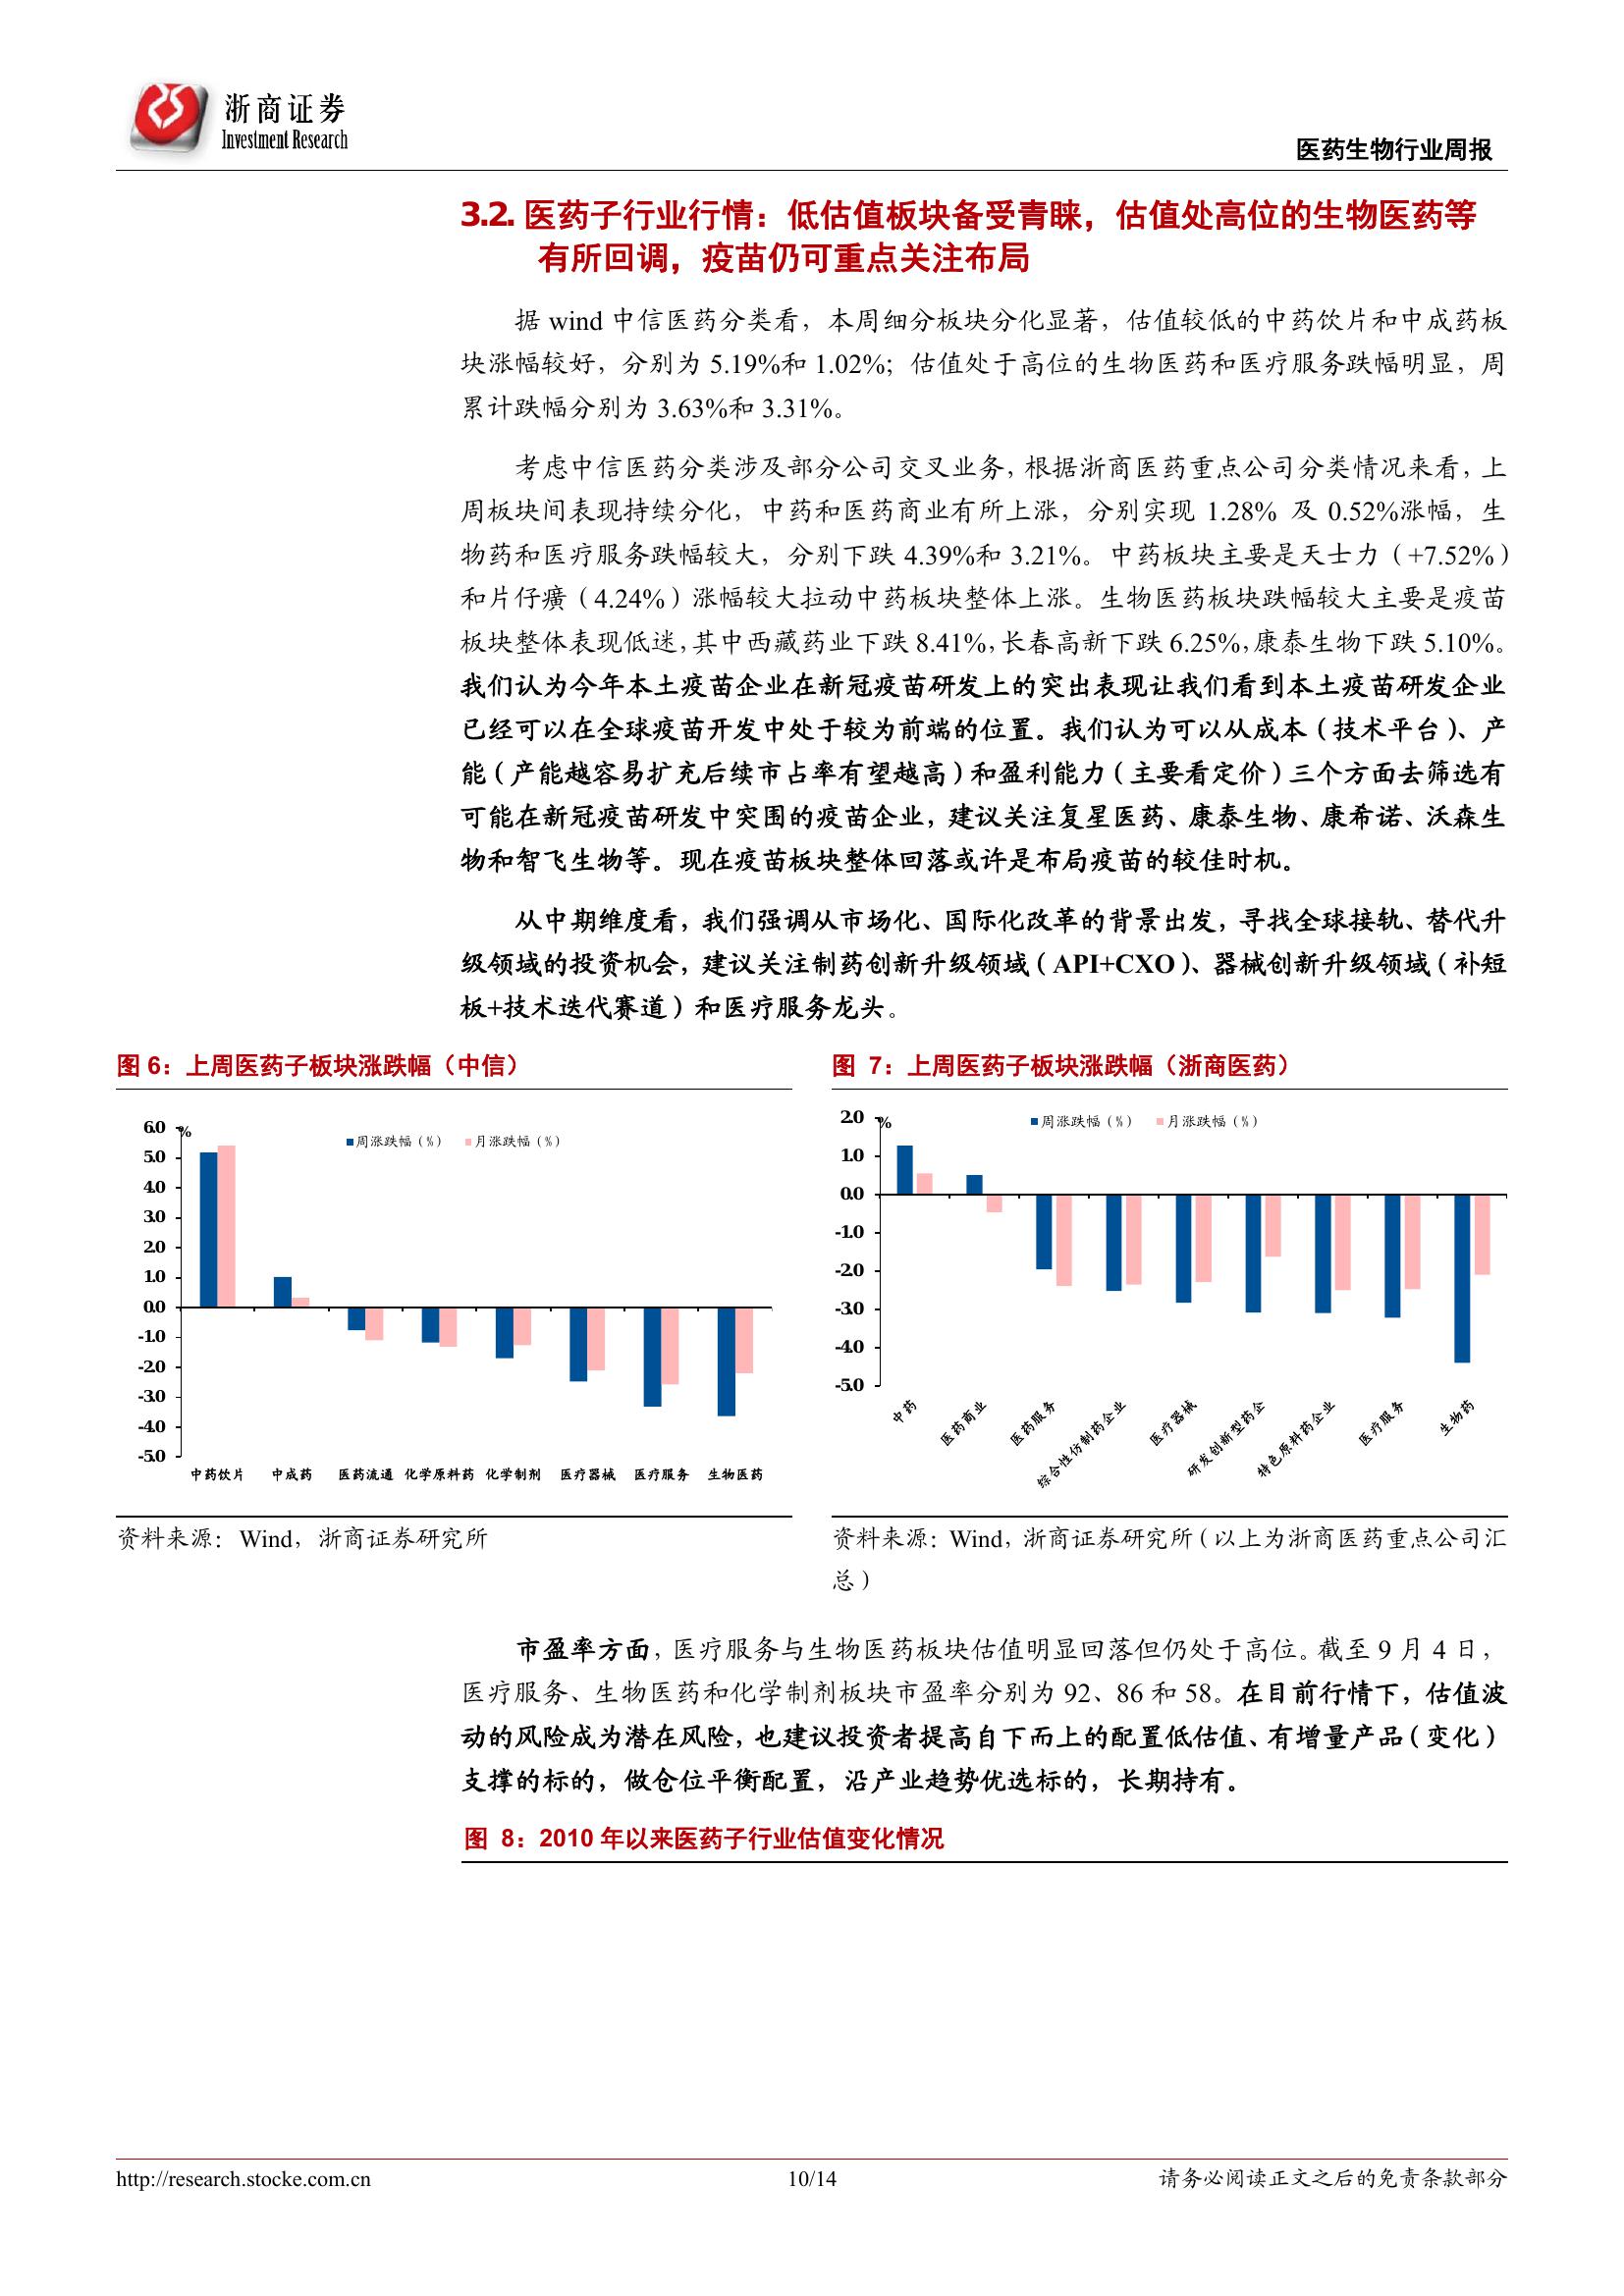 浙商证券
Investment Research
医药生物行业周报
3.2. 医药子行业行情：低估值板块备受青睐，估值处高位的生物医药等
有所回调，疫苗仍可重点关注布局
据 wind 中信医药分类看，本周细分板块分化显著，估值较低的中药饮片和中成药板
块涨幅较好，分别为 5.19%和 1.02%；估值处于高位的生物医药和医疗服务跌幅明显，周
累计跌幅分别为 3.63%和 3.31%。
考虑中信医药分类涉及部分公司交叉业务，根据浙商医药重点公司分类情况来看，上
周板块间表现持续分化，中药和医药商业有所上涨，分别实现 1.28% 及 0.52%涨幅，生
物药和医疗服务跌幅较大，分别下跌 4.39%和 3.21%。中药板块主要是天士力（+7.52%）
和片仔癀（4.24%）涨幅较大拉动中药板块整体上涨。生物医药板块跌幅较大主要是疫苗
板块整体表现低迷，其中西藏药业下跌 8.41%，长春高新下跌 6.25%，康泰生物下跌 5.10%。
我们认为今年本土疫苗企业在新冠疫苗研发上的突出表现让我们看到本土疫苗研发企业
已经可以在全球疫苗开发中处于较为前端的位置。我们认为可以从成本（技术平台）、产
能（产能越容易扩充后续市占率有望越高）和盈利能力（主要看定价）三个方面去筛选有
可能在新冠疫苗研发中突围的疫苗企业，建议关注复星医药、康泰生物、康希诺、沃森生
物和智飞生物等。现在疫苗板块整体回落或许是布局疫苗的较佳时机。
从中期维度看，我们强调从市场化、国际化改革的背景出发，寻找全球接轨、替代升
级领域的投资机会，建议关注制药创新升级领域（API+CXO）、器械创新升级领域（补短
板+技术迭代赛道）和医疗服务龙头。
图 6：上周医药子板块涨跌幅（中信）
%
周涨跌幅（%） 月涨跌幅（%）
6.0
5.0
4.0
3.0
2.0
1.0
0.0
-1.0
-2.0
-3.0
-4.0
-5.0
中药饮片 中成药 医药流通 化学原料药 化学制剂 医疗器械 医疗服务 生物医药
资料来源：Wind，浙商证券研究所
图 7：上周医药子板块涨跌幅（浙商医药）
%
周涨跌幅（%） 月涨跌幅（%）
2.0
1.0
0.0
-1.0
-2.0
-3.0
-4.0
-5.0
中药 医药商业 医药服务 综合性仿制药企业 医疗器械 研发创新型药企 特色原料药企业 医疗服务 生物药
资料来源：Wind，浙商证券研究所（以上为浙商医药重点公司汇
总）
市盈率方面，医疗服务与生物医药板块估值明显回落但仍处于高位。截至 9 月 4 日，
医疗服务、生物医药和化学制剂板块市盈率分别为 92、86 和 58。在目前行情下，估值波
动的风险成为潜在风险，也建议投资者提高自下而上的配置低估值、有增量产品（变化）
支撑的标的，做仓位平衡配置，沿产业趋势优选标的，长期持有。
图 8：2010 年以来医药子行业估值变化情况
http://research.stocke.com.cn
10/14
请务必阅读正文之后的免责条款部分